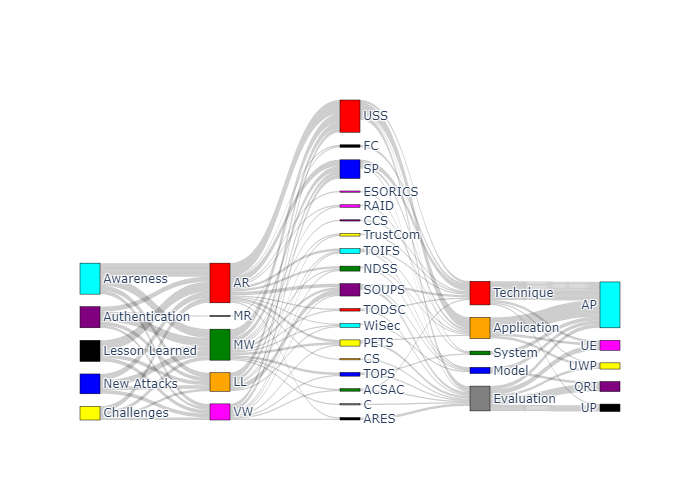 Awareness
Authentication
Lesson Learned
New Attacks
Challenges
AR
MR
MW
LL
VW
USS
FC
SP
ESORICS
RAID
CCS
TrustCom
TOIFS
NDSS
SOUPS
TODSC
WiSec
PETS
CS
TOPS
ACSAC
C
ARES
Technique
Application
System
Model
Evaluation
AP
UE
UWP
QRI
UP